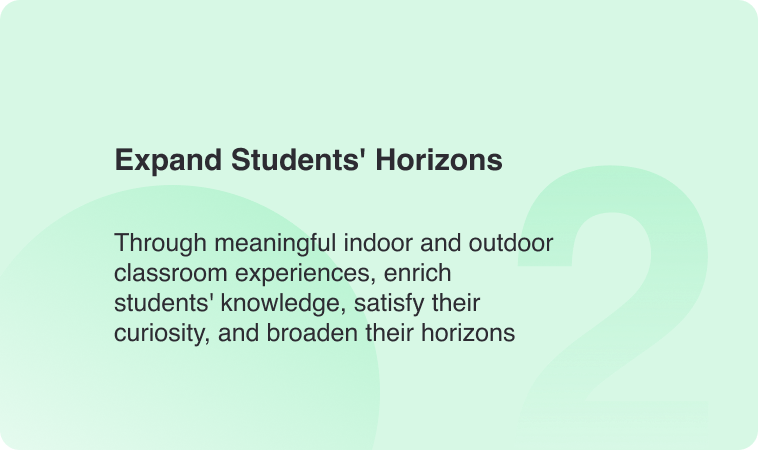 Expand Students' Horizons
Through meaningful indoor and outdoor
classroom experiences, enrich
students' knowledge, satisfy their
curiosity, and broaden their horizons
2